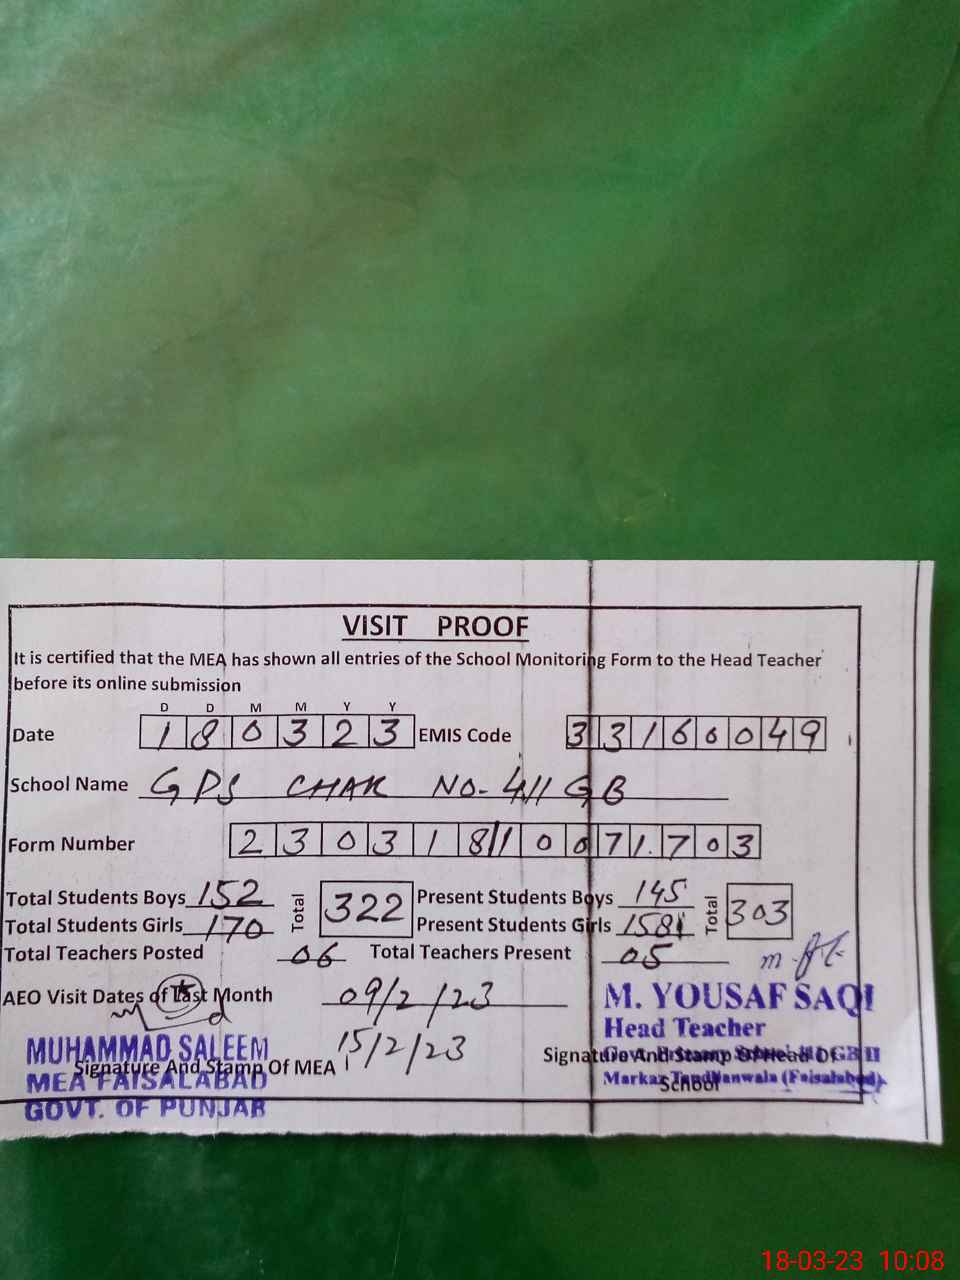 VISIT PROOF
It is certified that the MEA has shown all entries of the School Monitoring Form to the Head Teacher
before its online submission
D D M M Y Y
Date 1 8 0 3 2 3 EMIS Code 3 3 1 6 0 0 4 9
School Name GPS CHAK NO- 411 GB
Form Number 2 3 0 3 1 8 1 0 0 7 1 7 0 3
Total Students Boys 152 Total 322 Present Students Boys 145 Total 303
Total Students Girls 170 Present Students Girls 158
Total Teachers Posted 06 Total Teachers Present 05
AEO Visit Dates of Last Month 09/2/23
15/2/23
M. YOUSAF SAQI
Head Teacher
MUHAMMAD SALEEM
MEA FAISALABAD
GOVT. OF PUNJAB
Signature And Stamp Of MEA
Signature And Stamp Of Head Of
School
Markaz Tandlianwala (Faisalabad)
18-03-23 10:08